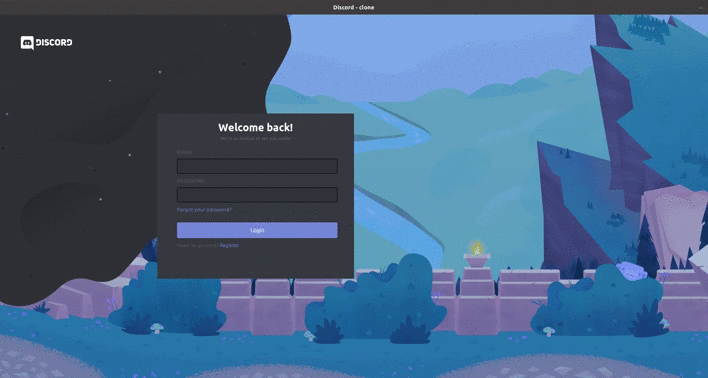 Discord - clone
DISCORD
Welcome back!
We're so excited to see you again!
EMAIL
PASSWORD
Forgot your password?
Login
Need an account? Register